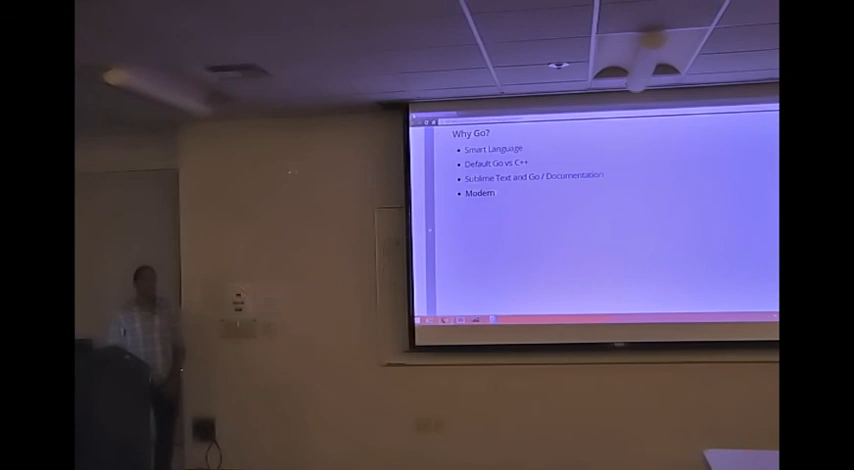 Why Go?
• Smart Language
• Default Go vs C++
• Sublime Text and Go / Documentation
• Modern